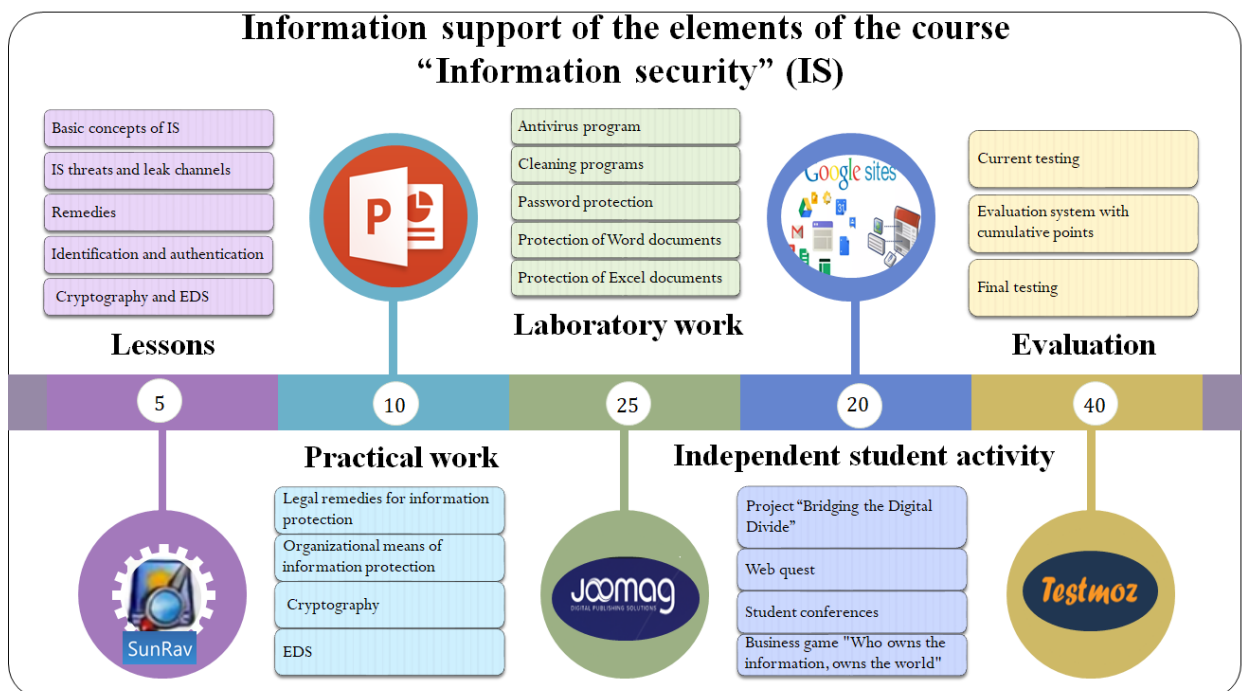 Information support of the elements of the course
“Information security” (IS)
Basic concepts of IS
IS threats and leak channels
Remedies
Identification and authentication
Cryptography and EDS
Lessons
P
Antivirus program
Cleaning programs
Password protection
Protection of Word documents
Protection of Excel documents
Laboratory work
Google sites
Current testing
Evaluation system with
cumulative points
Final testing
Evaluation
5
10
25
20
40
SunRav
Practical work
Legal remedies for information
protection
Organizational means of
information protection
Cryptography
EDS
Joomag
DIGITAL PUBLISHING SOLUTIONS
Independent student activity
Project “Bridging the Digital
Divide”
Web quest
Student conferences
Business game "Who owns the
information, owns the world"
Testmoz